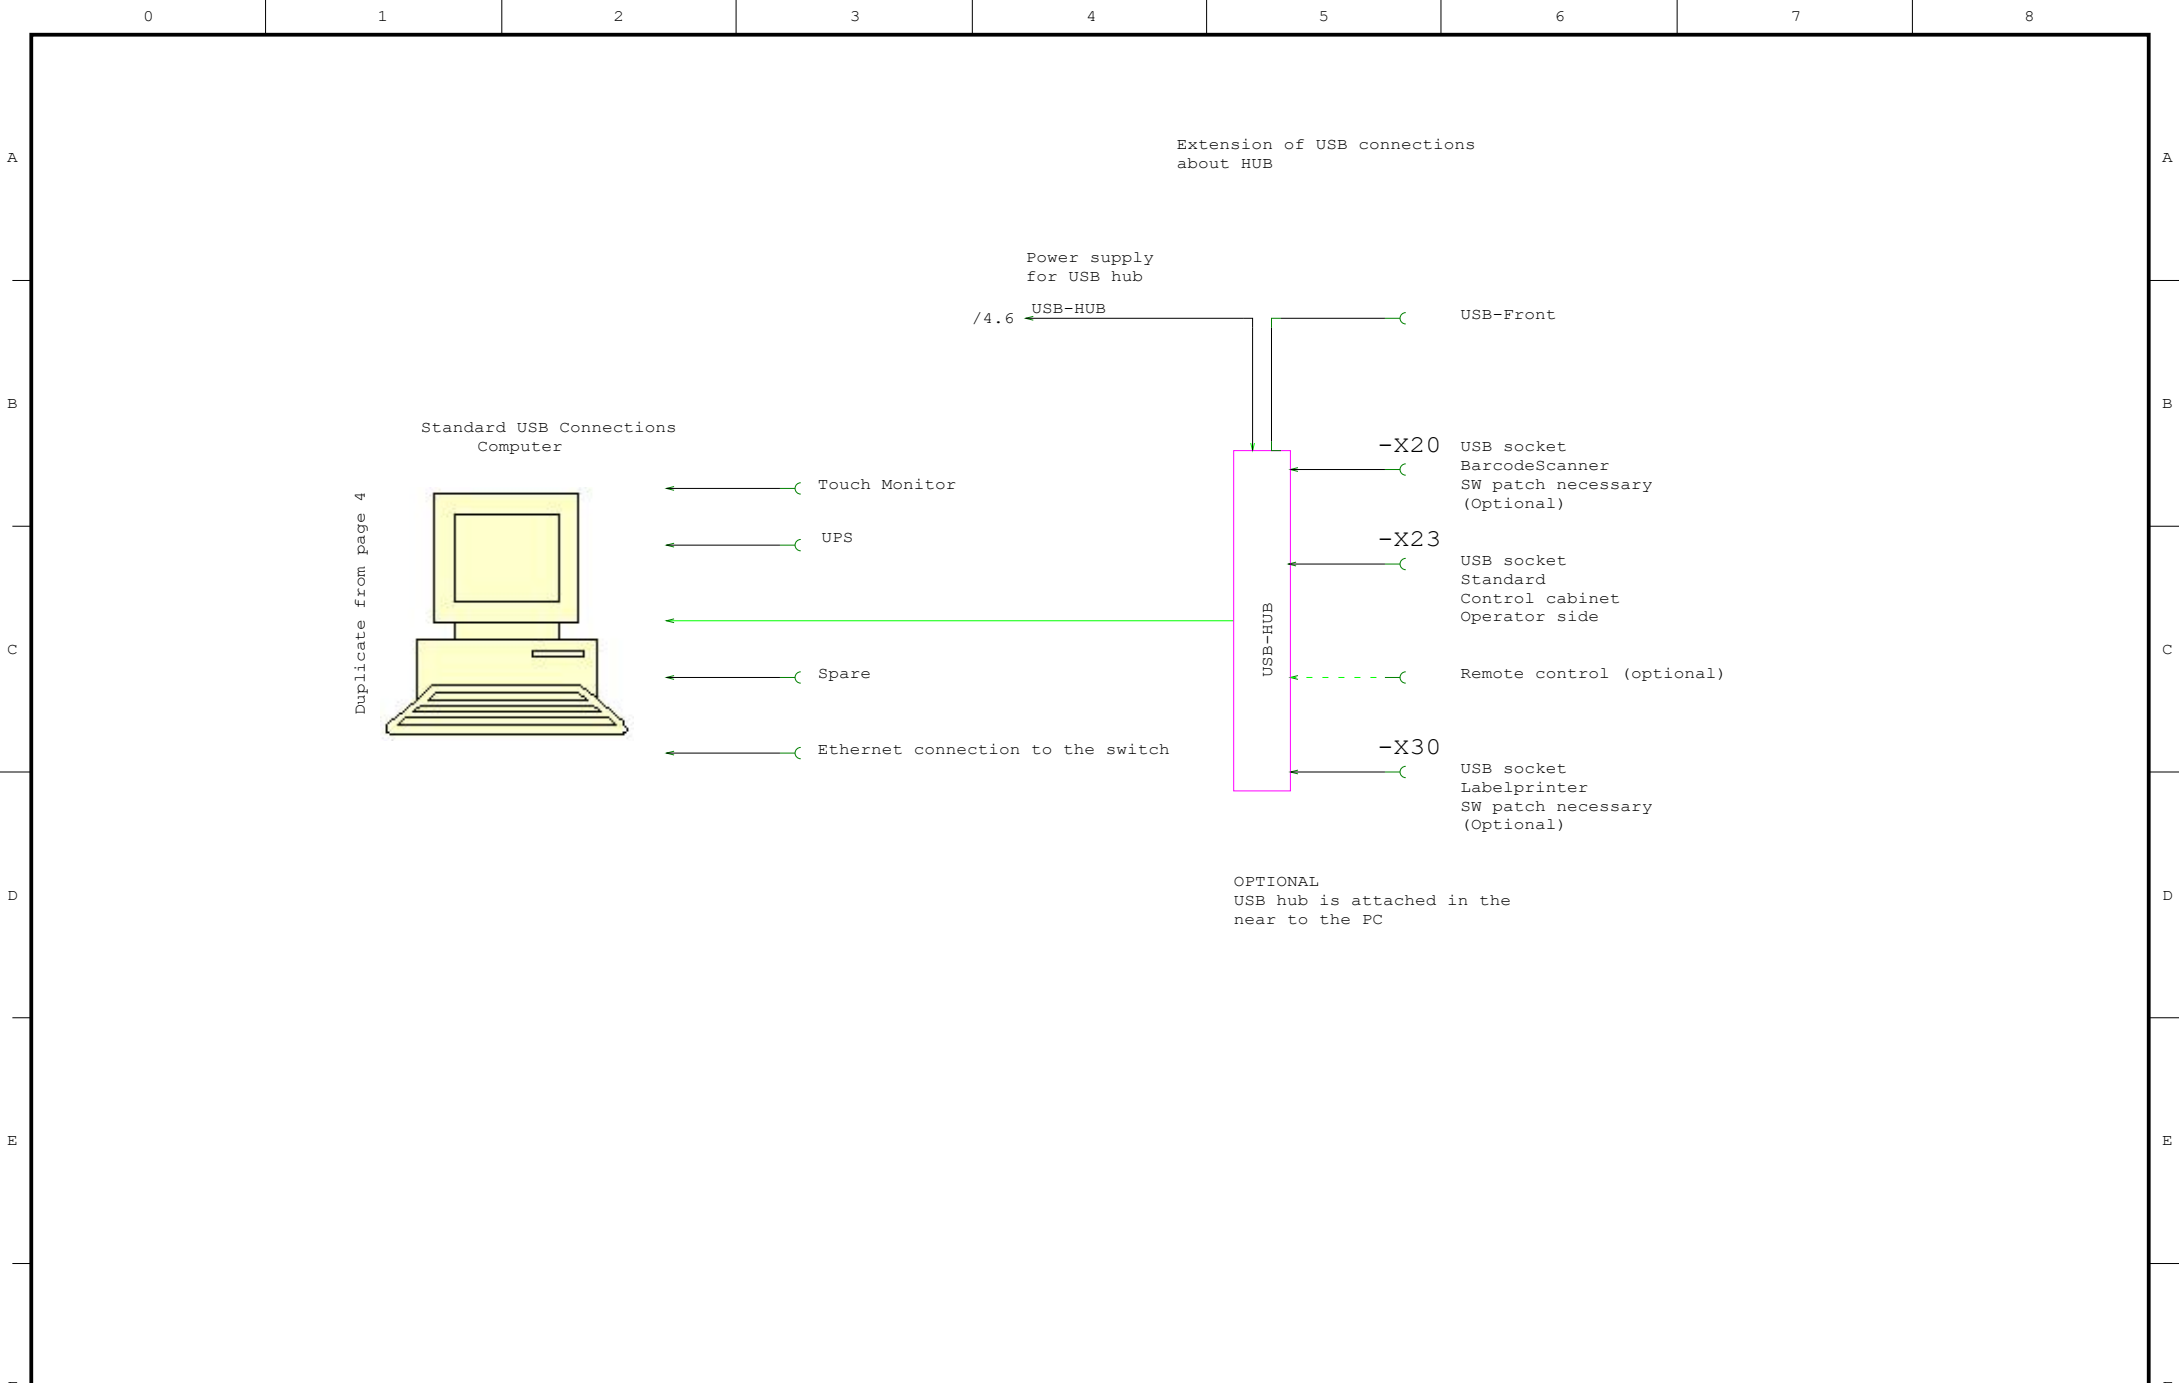 0 1 2 3 4 5 6 7 8
A A
Extension of USB connections
about HUB
Power supply
for USB hub
/4.6 USB-HUB
USB-Front
B B
Standard USB Connections
Computer
Duplicate from page 4
Touch Monitor
UPS
Spare
Ethernet connection to the switch
USB-HUB
-X20
USB socket
BarcodeScanner
SW patch necessary
(Optional)
-X23
USB socket
Standard
Control cabinet
Operator side
C C
Remote control (optional)
-X30
USB socket
Labelprinter
SW patch necessary
(Optional)
OPTIONAL
USB hub is attached in the
near to the PC
D D
E E